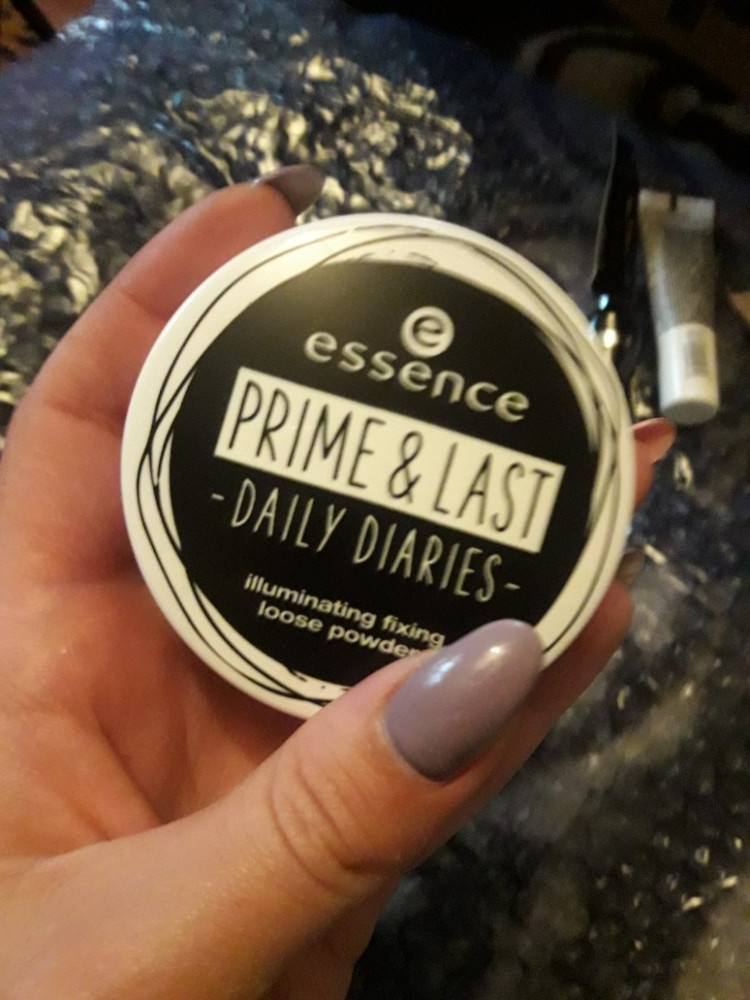 e
essence
PRIME & LAST
-DAILY DIARIES-
illuminating fixing
loose powder